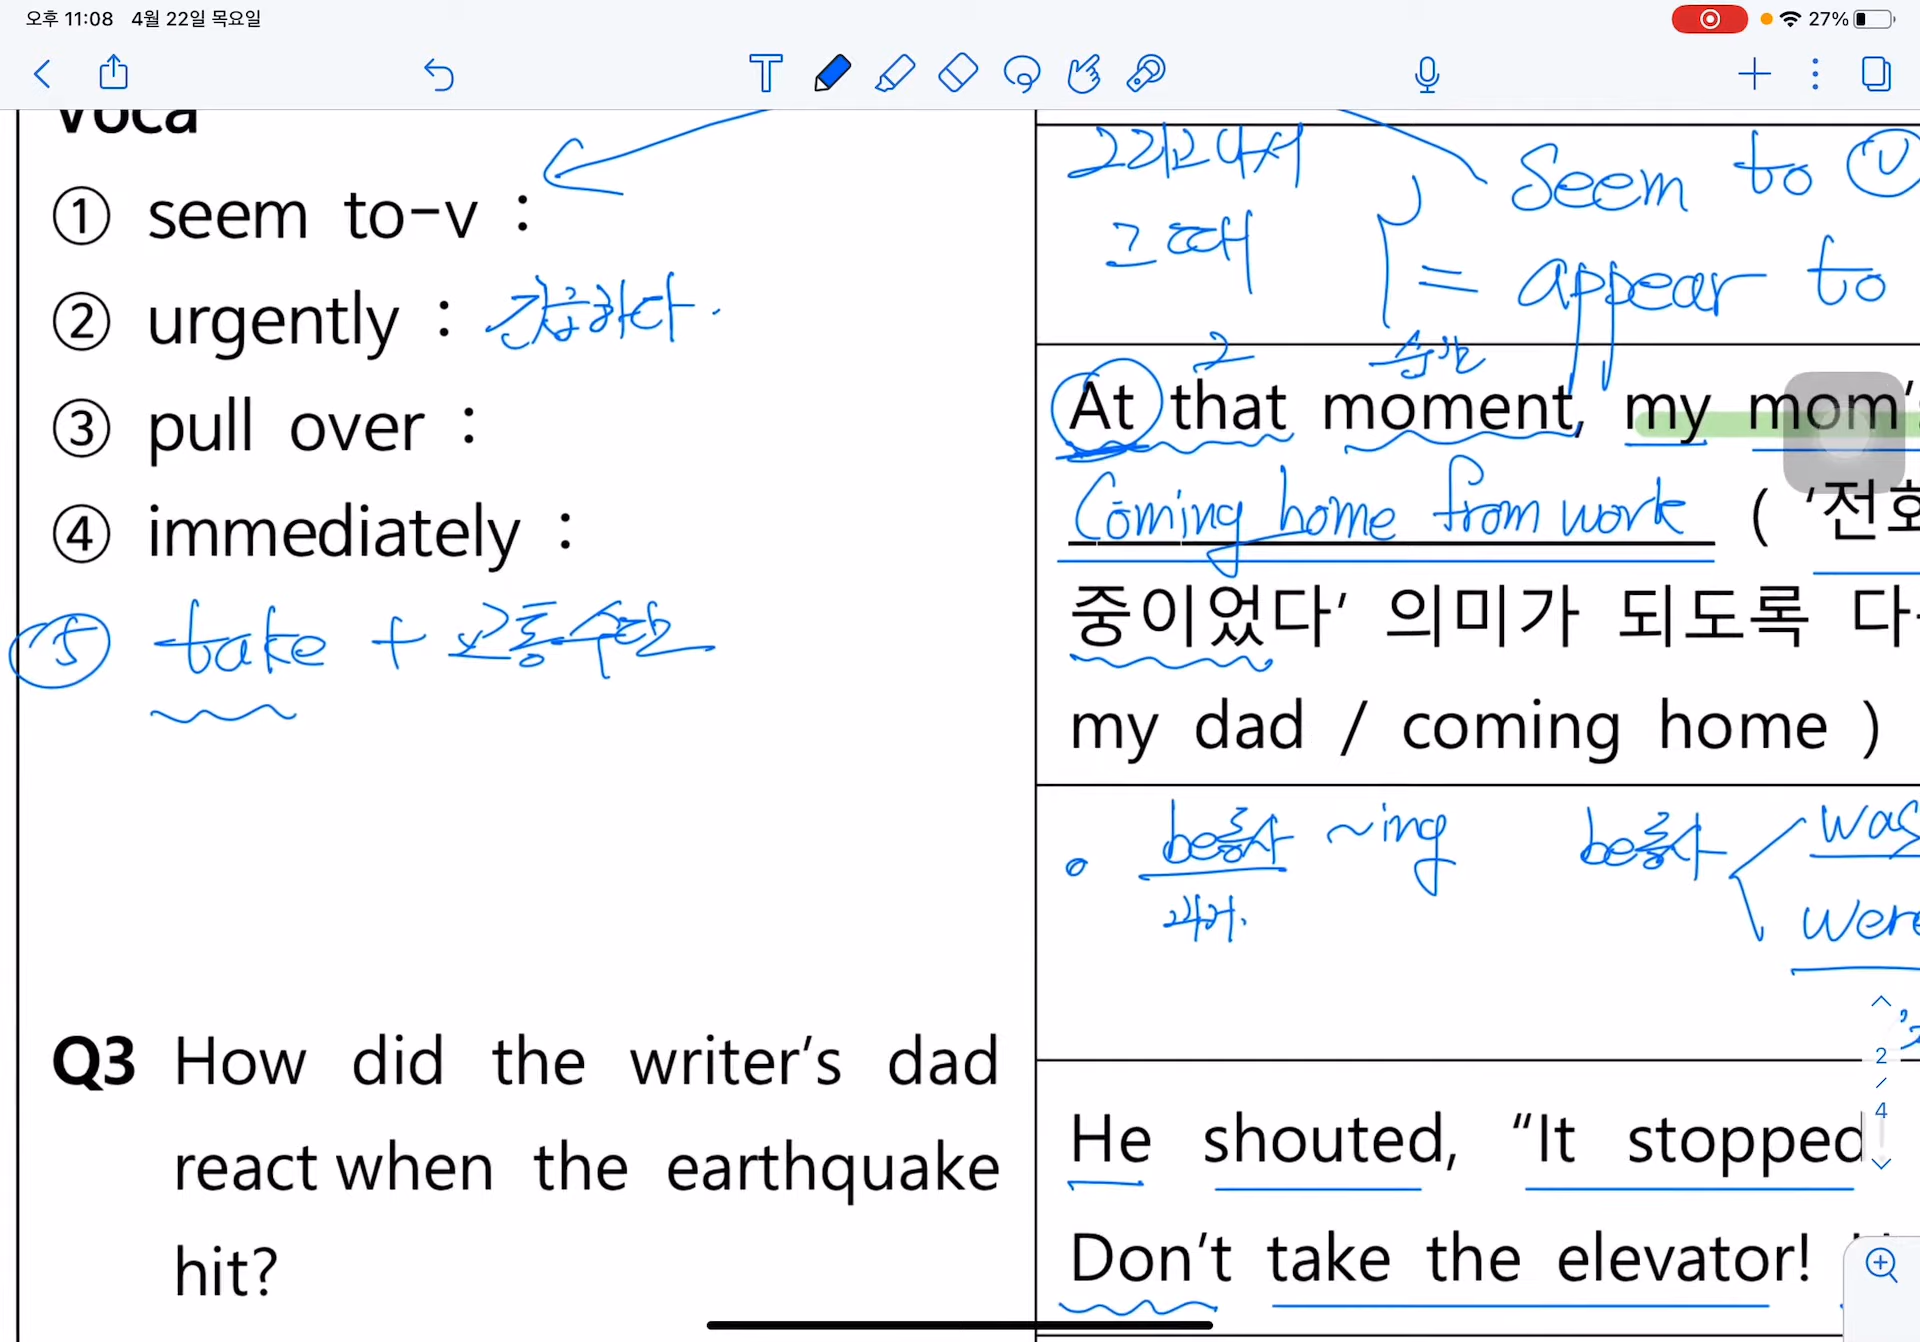 오후 11:08 4월 22일 목요일
27%
Voca
① seem to-v :
② urgently : 긴급하다.
③ pull over :
④ immediately :
⑤ take + 교통수단
Q3 How did the writer's dad
react when the earthquake
hit?
그리고나서 Seem to ⓥ
그때 = appear to
2 순간
At that moment, my mom's
Coming home from work ( '전화
중이었다' 의미가 되도록 다
my dad / coming home )
be동사 ~ing be동사 was
과거. were
He shouted, "It stopped!
Don't take the elevator!
2
/
4